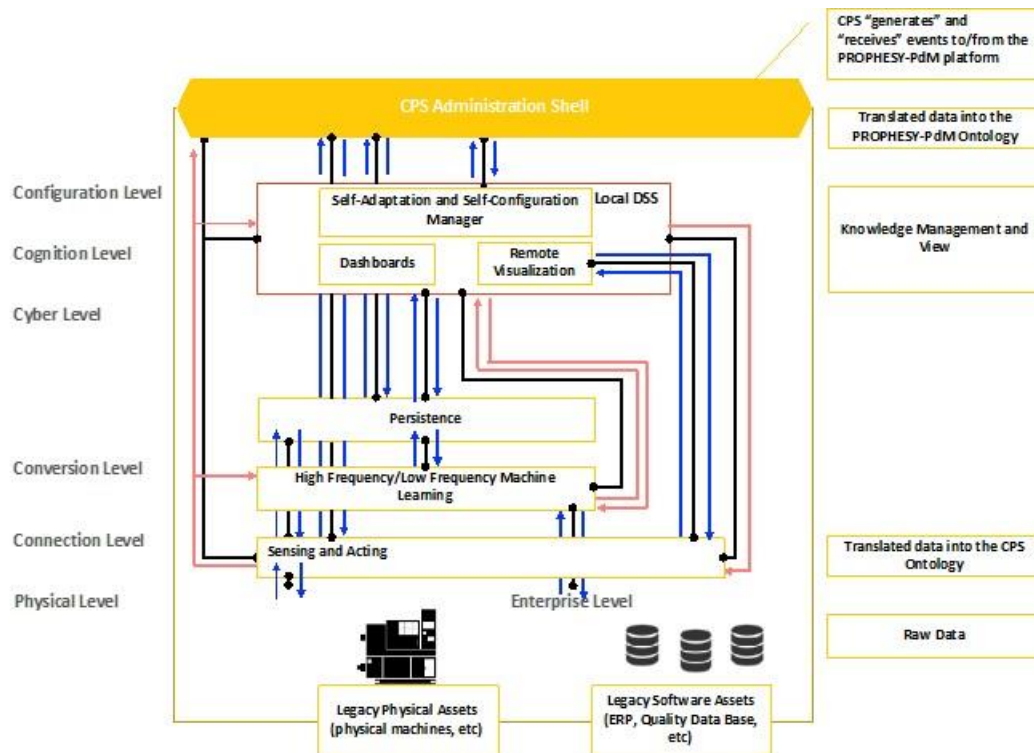 CPS “generates” and
“receives” events to/from the
PROPHESY-PdM platform
CPS Administration Shell
Translated data into the
PROPHESY-PdM Ontology
Configuration Level
Self-Adaptation and Self-Configuration
Manager
Local DSS
Knowledge Management and
View
Cognition Level
Dashboards
Remote
Visualization
Cyber Level
Persistence
Conversion Level
High Frequency/Low Frequency Machine
Learning
Connection Level
Sensing and Acting
Translated data into the CPS
Ontology
Physical Level
Enterprise Level
Raw Data
Legacy Physical Assets
(physical machines, etc)
Legacy Software Assets
(ERP, Quality Data Base,
etc)